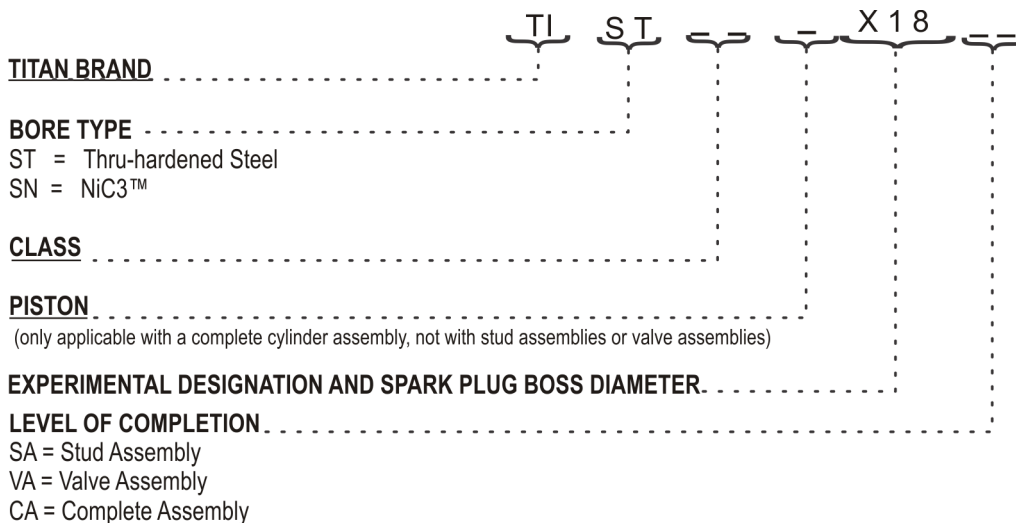 TI ST _ _ _ X18 _ _
TITAN BRAND
BORE TYPE
ST = Thru-hardened Steel
SN = NiC3™
CLASS
PISTON
(only applicable with a complete cylinder assembly, not with stud assemblies or valve assemblies)
EXPERIMENTAL DESIGNATION AND SPARK PLUG BOSS DIAMETER
LEVEL OF COMPLETION
SA = Stud Assembly
VA = Valve Assembly
CA = Complete Assembly